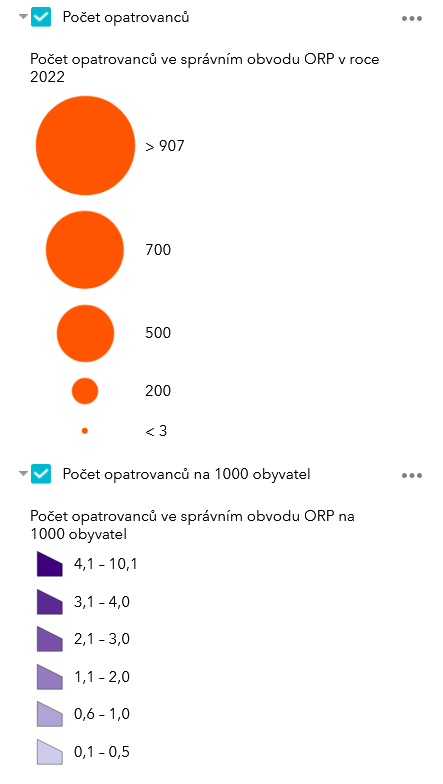 Počet opatrovanců
Počet opatrovanců ve správním obvodu ORP v roce
2022
> 907
700
500
200
< 3
Počet opatrovanců na 1000 obyvatel
Počet opatrovanců ve správním obvodu ORP na
1000 obyvatel
4,1 – 10,1
3,1 – 4,0
2,1 – 3,0
1,1 – 2,0
0,6 – 1,0
0,1 – 0,5